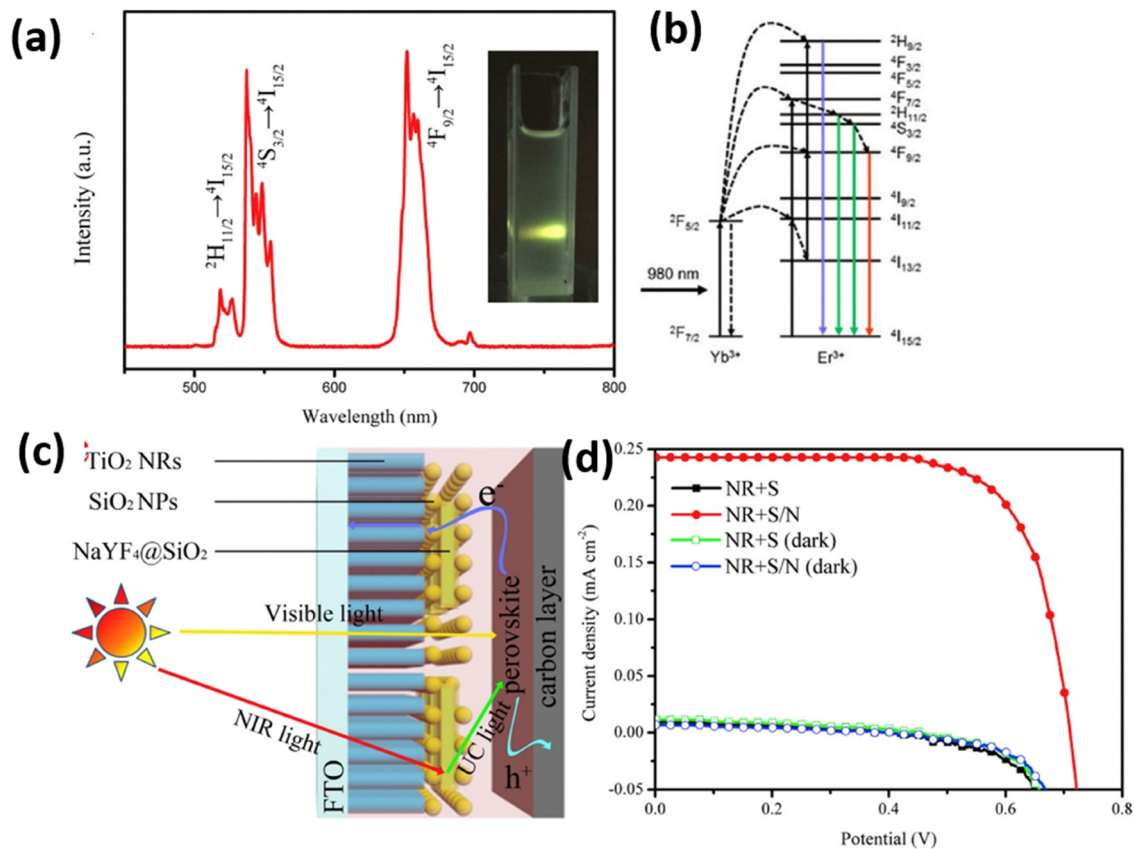 (a)
Intensity (a.u.)
²H₁₁/₂→⁴I₁₅/₂
⁴S₃/₂→⁴I₁₅/₂
⁴F₉/₂→⁴I₁₅/₂
500
600
700
800
Wavelength (nm)
(b)
²H₉/₂
⁴F₃/₂
⁴F₅/₂
⁴F₇/₂
²H₁₁/₂
⁴S₃/₂
⁴F₉/₂
⁴I₉/₂
²F₅/₂
⁴I₁₁/₂
⁴I₁₃/₂
980 nm
²F₇/₂
⁴I₁₅/₂
Yb³⁺
Er³⁺
(c)
TiO₂ NRs
SiO₂ NPs
NaYF₄@SiO₂
e⁻
Visible light
NIR light
UC light
h⁺
FTO
perovskite
carbon layer
(d)
Current density (mA cm⁻²)
0.25
0.20
0.15
0.10
0.05
0.00
-0.05
NR+S
NR+S/N
NR+S (dark)
NR+S/N (dark)
0.0
0.2
0.4
0.6
0.8
Potential (V)